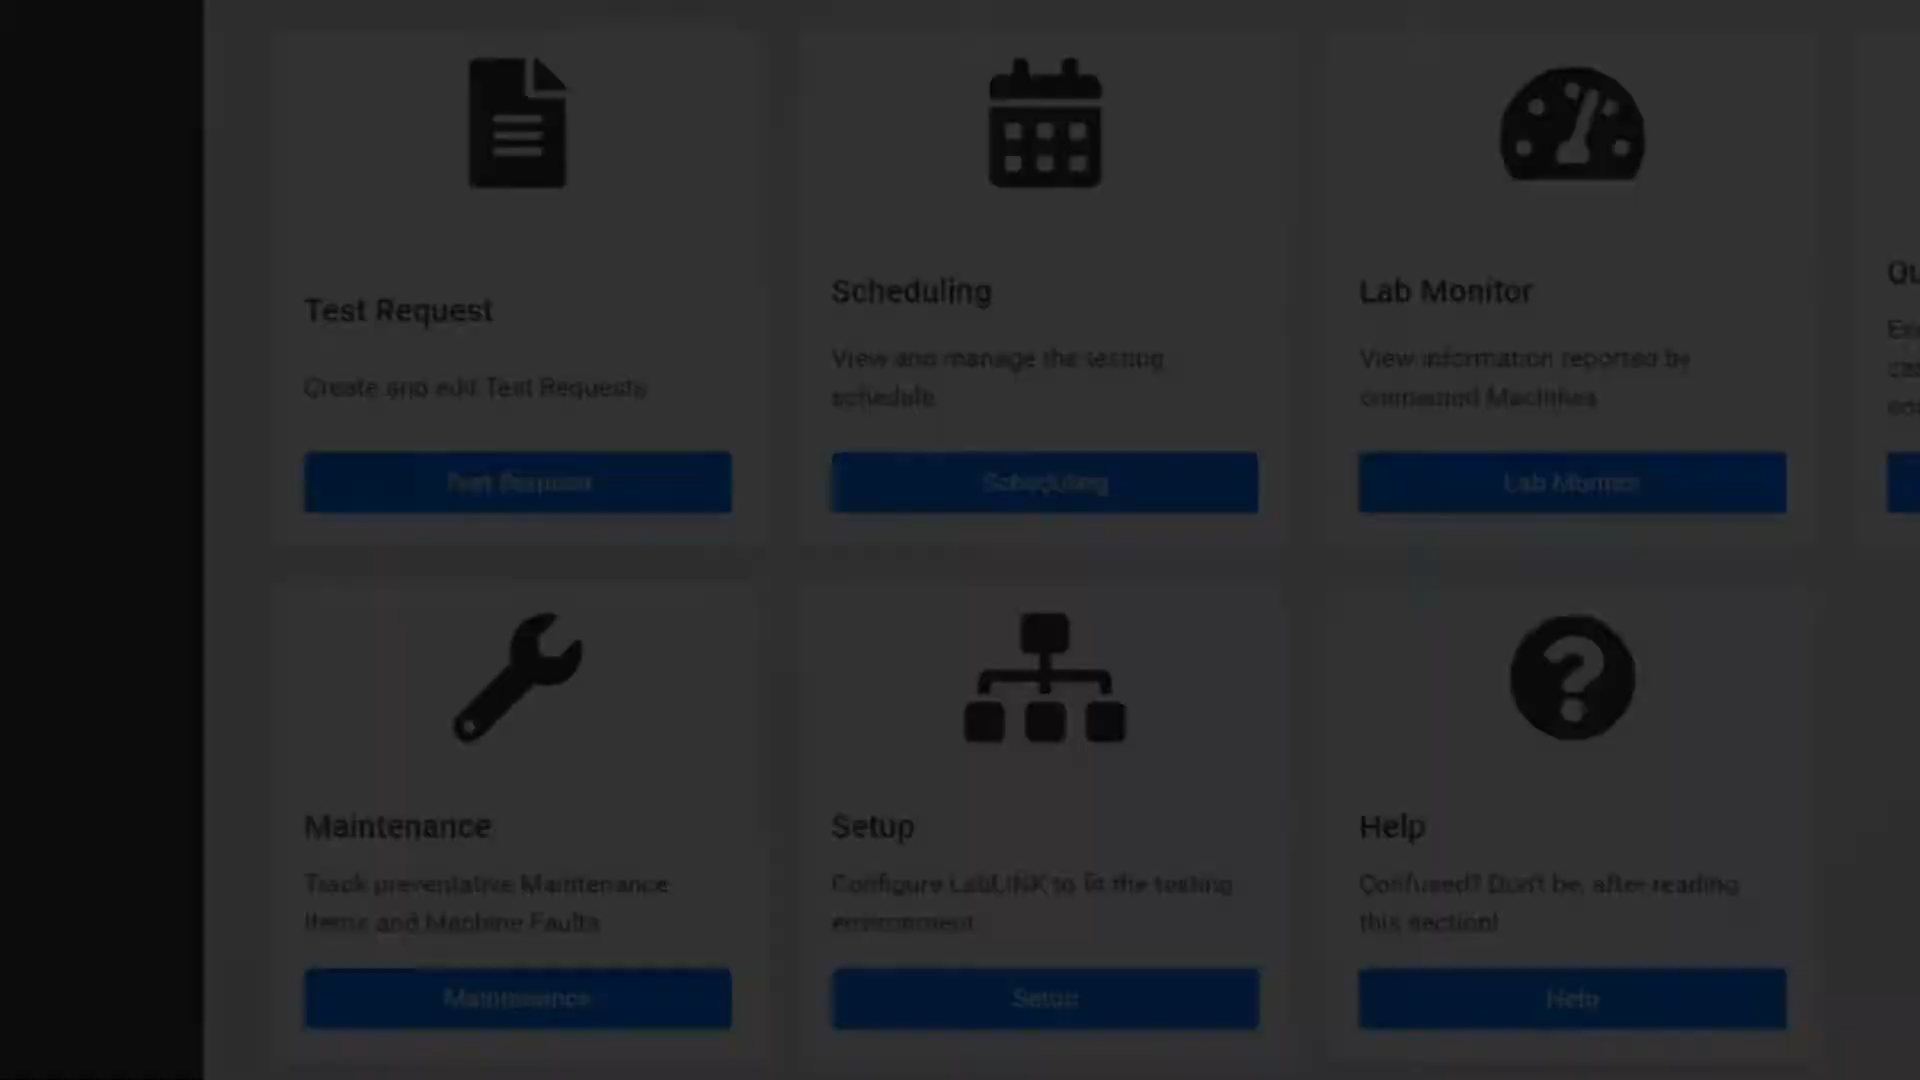 Test Request
Create and edit Test Requests
Test Request
Scheduling
View and manage the testing
schedule
Scheduling
Lab Monitor
View information reported by
connected Machines
Lab Monitor
Maintenance
Track preventative Maintenance
Items and Machine Faults
Maintenance
Setup
Configure LabLINK to fit the testing
environment
Setup
Help
Confused? Don't be, after reading
this section!
Help